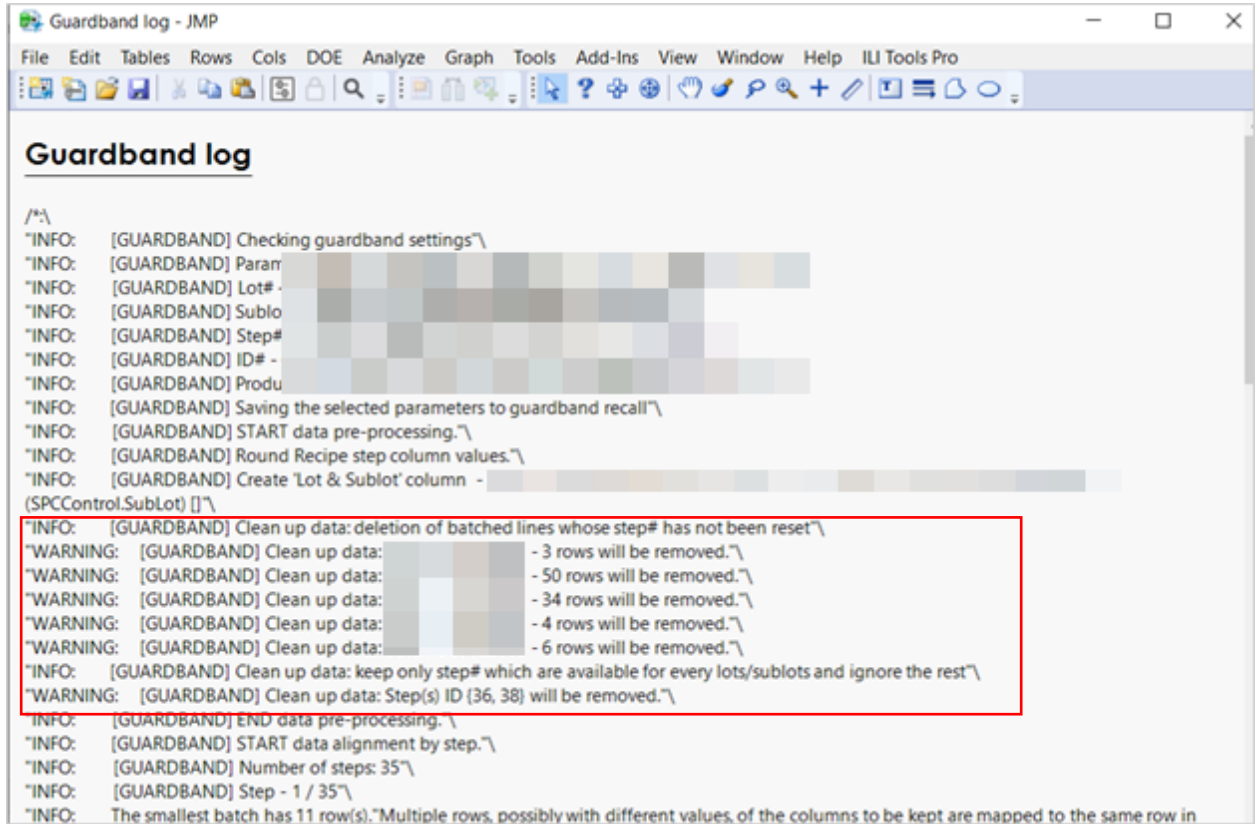 Guardband log - JMP
File Edit Tables Rows Cols DOE Analyze Graph Tools Add-Ins View Window Help ILI Tools Pro
Guardband log
/*:\
"INFO: [GUARDBAND] Checking guardband settings"\
"INFO: [GUARDBAND] Param
"INFO: [GUARDBAND] Lot# -
"INFO: [GUARDBAND] Sublo
"INFO: [GUARDBAND] Step#
"INFO: [GUARDBAND] ID# -
"INFO: [GUARDBAND] Produ
"INFO: [GUARDBAND] Saving the selected parameters to guardband recall"\
"INFO: [GUARDBAND] START data pre-processing."\
"INFO: [GUARDBAND] Round Recipe step column values."\
"INFO: [GUARDBAND] Create 'Lot & Sublot' column -
(SPCControl.SubLot) []"\
"INFO: [GUARDBAND] Clean up data: deletion of batched lines whose step# has not been reset"\
"WARNING: [GUARDBAND] Clean up data: - 3 rows will be removed."\
"WARNING: [GUARDBAND] Clean up data: - 50 rows will be removed."\
"WARNING: [GUARDBAND] Clean up data: - 34 rows will be removed."\
"WARNING: [GUARDBAND] Clean up data: - 4 rows will be removed."\
"WARNING: [GUARDBAND] Clean up data: - 6 rows will be removed."\
"INFO: [GUARDBAND] Clean up data: keep only step# which are available for every lots/sublots and ignore the rest"\
"WARNING: [GUARDBAND] Clean up data: Step(s) ID {36, 38} will be removed."\
"INFO: [GUARDBAND] END data pre-processing."\
"INFO: [GUARDBAND] START data alignment by step."\
"INFO: [GUARDBAND] Number of steps: 35"\
"INFO: [GUARDBAND] Step - 1 / 35"\
"INFO: The smallest batch has 11 row(s)."Multiple rows, possibly with different values, of the columns to be kept are mapped to the same row in